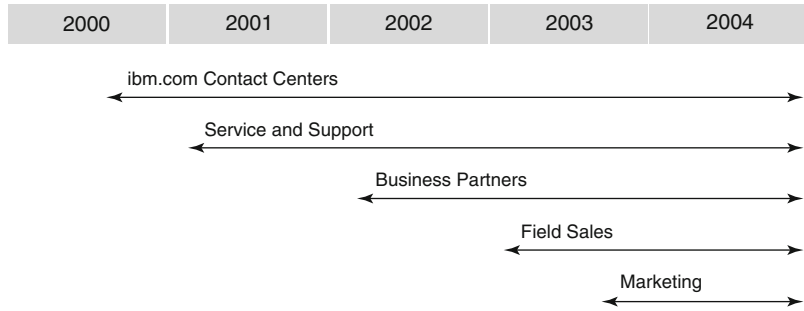 2000 2001 2002 2003 2004
ibm.com Contact Centers
Service and Support
Business Partners
Field Sales
Marketing